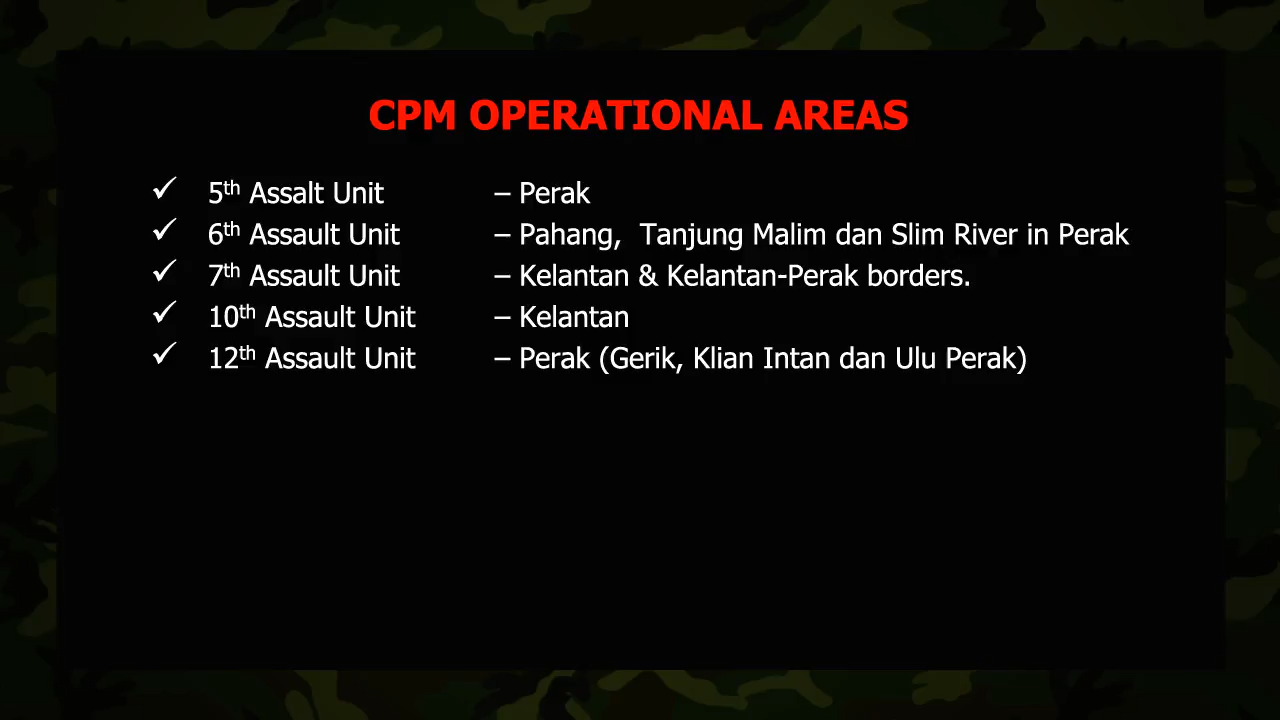 CPM OPERATIONAL AREAS
✓ 5th Assalt Unit – Perak
✓ 6th Assault Unit – Pahang, Tanjung Malim dan Slim River in Perak
✓ 7th Assault Unit – Kelantan & Kelantan-Perak borders.
✓ 10th Assault Unit – Kelantan
✓ 12th Assault Unit – Perak (Gerik, Klian Intan dan Ulu Perak)